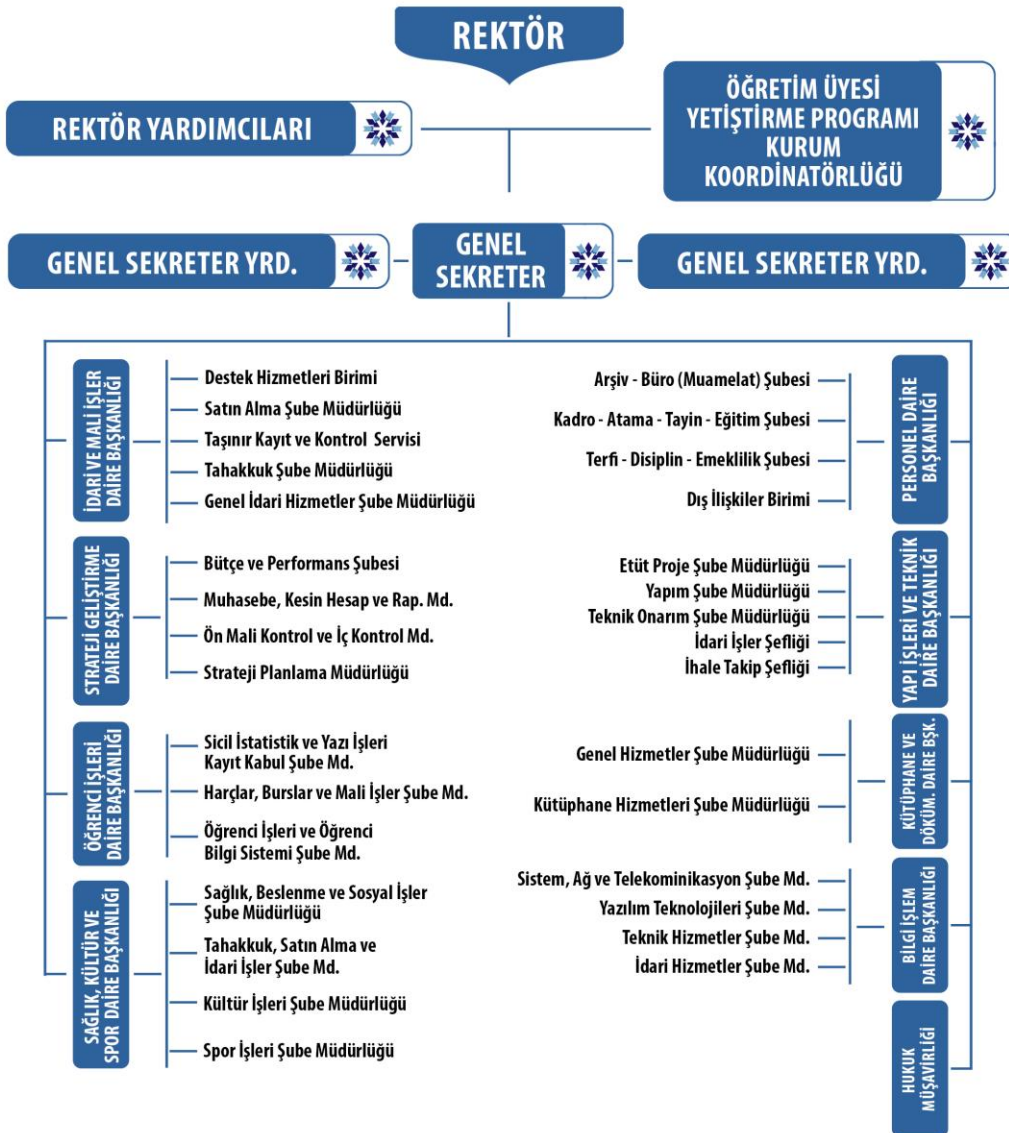 REKTÖR
REKTÖR YARDIMCILARI
ÖĞRETİM ÜYESİ
YETİŞTİRME PROGRAMI
KURUM
KOORDİNATÖRLÜĞÜ
GENEL SEKRETER YRD.
GENEL
SEKRETER
GENEL SEKRETER YRD.
İDARİ VE MALİ İŞLER
DAİRE BAŞKANLIĞI
Destek Hizmetleri Birimi
Satın Alma Şube Müdürlüğü
Taşınır Kayıt ve Kontrol Servisi
Tahakkuk Şube Müdürlüğü
Genel İdari Hizmetler Şube Müdürlüğü
STRATEJİ GELİŞTİRME
DAİRE BAŞKANLIĞI
Bütçe ve Performans Şubesi
Muhasebe, Kesin Hesap ve Rap. Md.
Ön Mali Kontrol ve İç Kontrol Md.
Strateji Planlama Müdürlüğü
ÖĞRENCİ İŞLERİ
DAİRE BAŞKANLIĞI
Sicil İstatistik ve Yazı İşleri
Kayıt Kabul Şube Md.
Harçlar, Burslar ve Mali İşler Şube Md.
Öğrenci İşleri ve Öğrenci
Bilgi Sistemi Şube Md.
SAĞLIK, KÜLTÜR VE
SPOR DAİRE BAŞKANLIĞI
Sağlık, Beslenme ve Sosyal İşler
Şube Müdürlüğü
Tahakkuk, Satın Alma ve
İdari İşler Şube Md.
Kültür İşleri Şube Müdürlüğü
Spor İşleri Şube Müdürlüğü
Arşiv - Büro (Muamelat) Şubesi
Kadro - Atama - Tayin - Eğitim Şubesi
Terfi - Disiplin - Emeklilik Şubesi
Dış İlişkiler Birimi
PERSONEL DAİRE
BAŞKANLIĞI
Etüt Proje Şube Müdürlüğü
Yapım Şube Müdürlüğü
Teknik Onarım Şube Müdürlüğü
İdari İşler Şefliği
İhale Takip Şefliği
YAPI İŞLERİ VE TEKNİK
DAİRE BAŞKANLIĞI
Genel Hizmetler Şube Müdürlüğü
Kütüphane Hizmetleri Şube Müdürlüğü
KÜTÜPHANE VE
DÖKÜM. DAİRE BŞK.
Sistem, Ağ ve Telekominikasyon Şube Md.
Yazılım Teknolojileri Şube Md.
Teknik Hizmetler Şube Md.
İdari Hizmetler Şube Md.
BİLGİ İŞLEM
DAİRE BAŞKANLIĞI
HUKUK
MÜŞAVİRLİĞİ